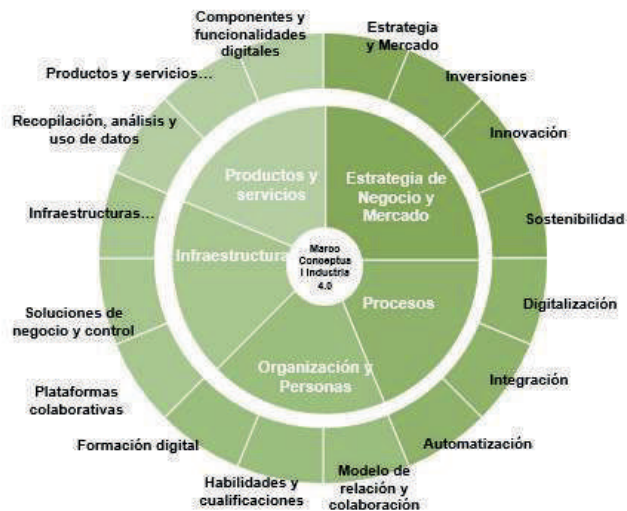 Componentes y
funcionalidades
digitales
Estrategia
y Mercado
Productos y servicios...
Inversiones
Recopilación, análisis y
uso de datos
Innovación
Infraestructuras...
Sostenibilidad
Soluciones de
negocio y control
Digitalización
Plataformas
colaborativas
Integración
Formación digital
Automatización
Habilidades y
cualificaciones
Modelo de
relación y
colaboración
Productos y
servicios
Estrategia de
Negocio y
Mercado
Infraestructura
Marco
Conceptua
l Industria
4.0
Procesos
Organización y
Personas